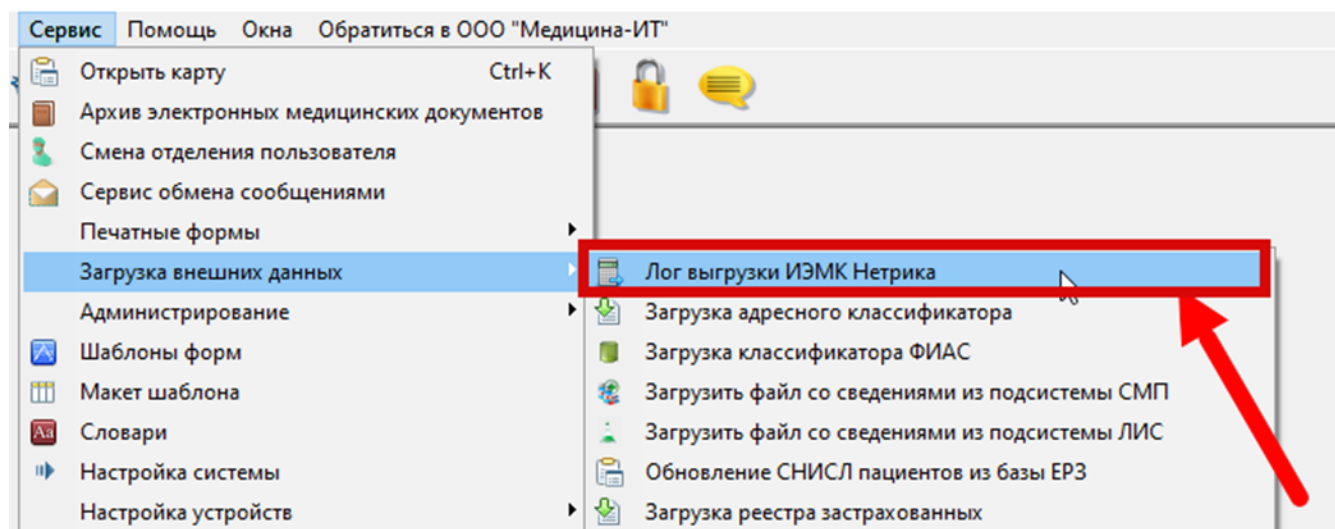 Сервис Помощь Окна Обратиться в ООО "Медицина-ИТ"
Открыть карту Ctrl+K
Архив электронных медицинских документов
Смена отделения пользователя
Сервис обмена сообщениями
Печатные формы
Загрузка внешних данных
Администрирование
Шаблоны форм
Макет шаблона
Aa Словари
Настройка системы
Настройка устройств
Лог выгрузки ИЭМК Нетрика
Загрузка адресного классификатора
Загрузка классификатора ФИАС
Загрузить файл со сведениями из подсистемы СМП
Загрузить файл со сведениями из подсистемы ЛИС
Обновление СНИСЛ пациентов из базы ЕРЗ
Загрузка реестра застрахованных